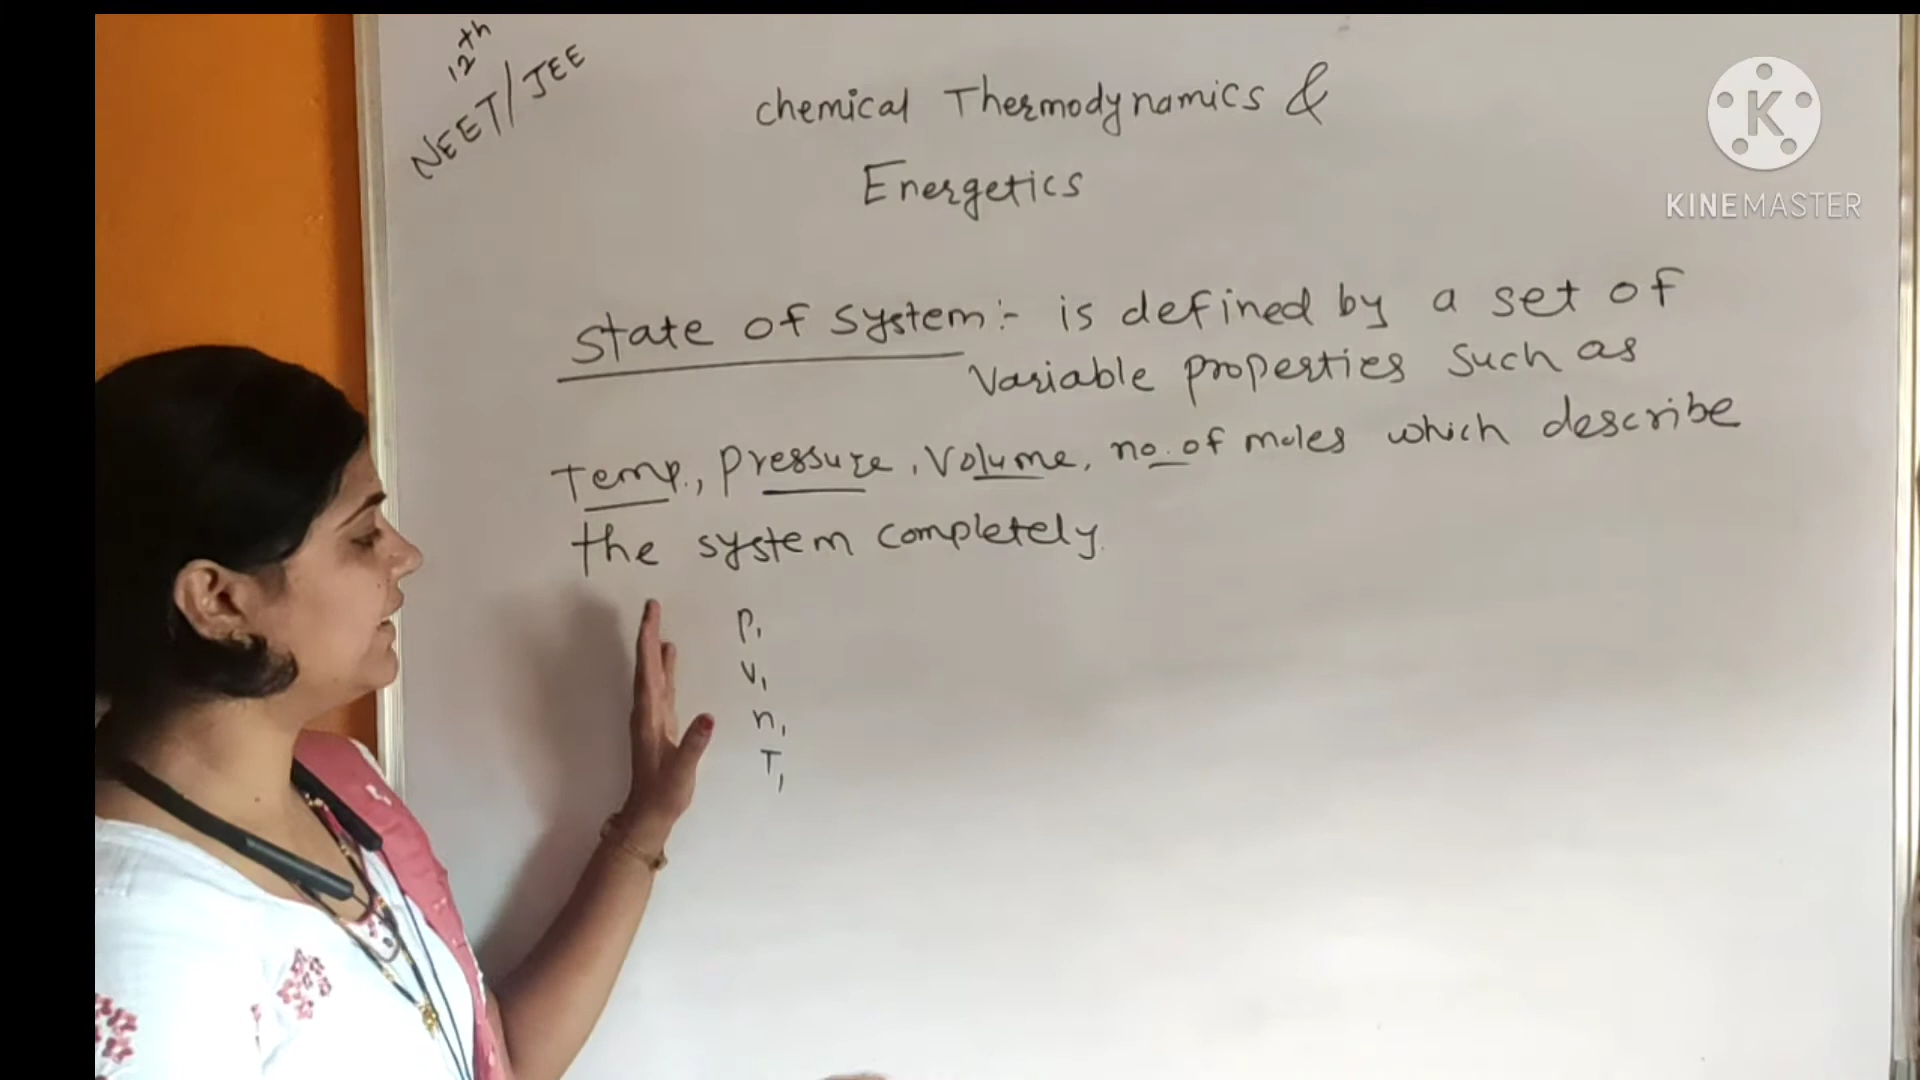 12th
NEET/JEE
chemical Thermodynamics &
Energetics
K
KINEMASTER
State of System:- is defined by a set of
Variable properties such as
Temp., Pressure, Volume, no. of moles which describe
the system completely.
P1
V1
n1
T1